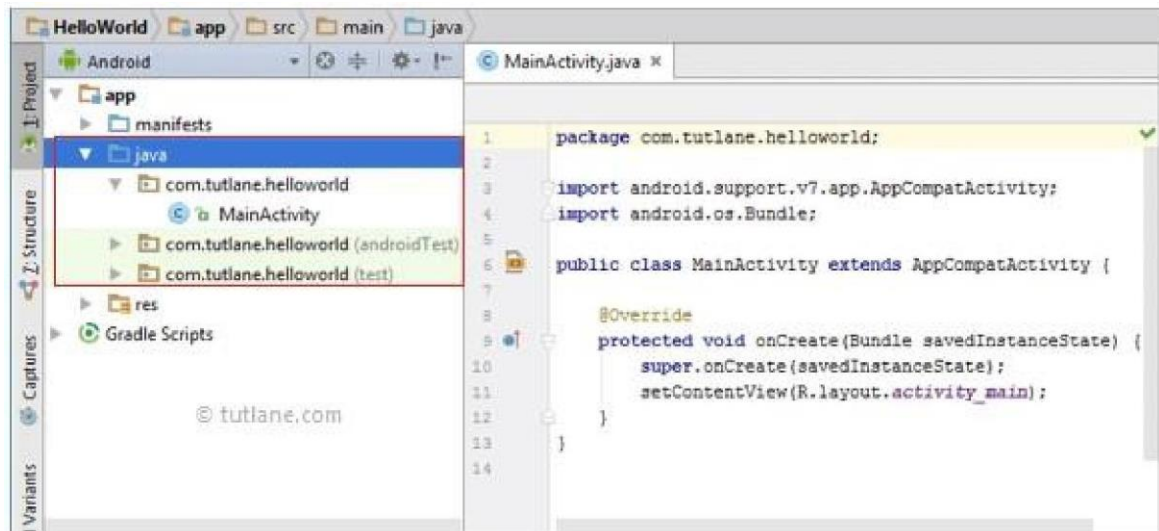 HelloWorld app src main java
1: Project
Z: Structure
Captures
Variants
Android
app
manifests
java
com.tutlane.helloworld
MainActivity
com.tutlane.helloworld (androidTest)
com.tutlane.helloworld (test)
res
Gradle Scripts
© tutlane.com
MainActivity.java
1 package com.tutlane.helloworld;
2
3 import android.support.v7.app.AppCompatActivity;
4 import android.os.Bundle;
5
6 public class MainActivity extends AppCompatActivity {
7
8 @Override
9 protected void onCreate(Bundle savedInstanceState) {
10 super.onCreate(savedInstanceState);
11 setContentView(R.layout.activity_main);
12 }
13 }
14